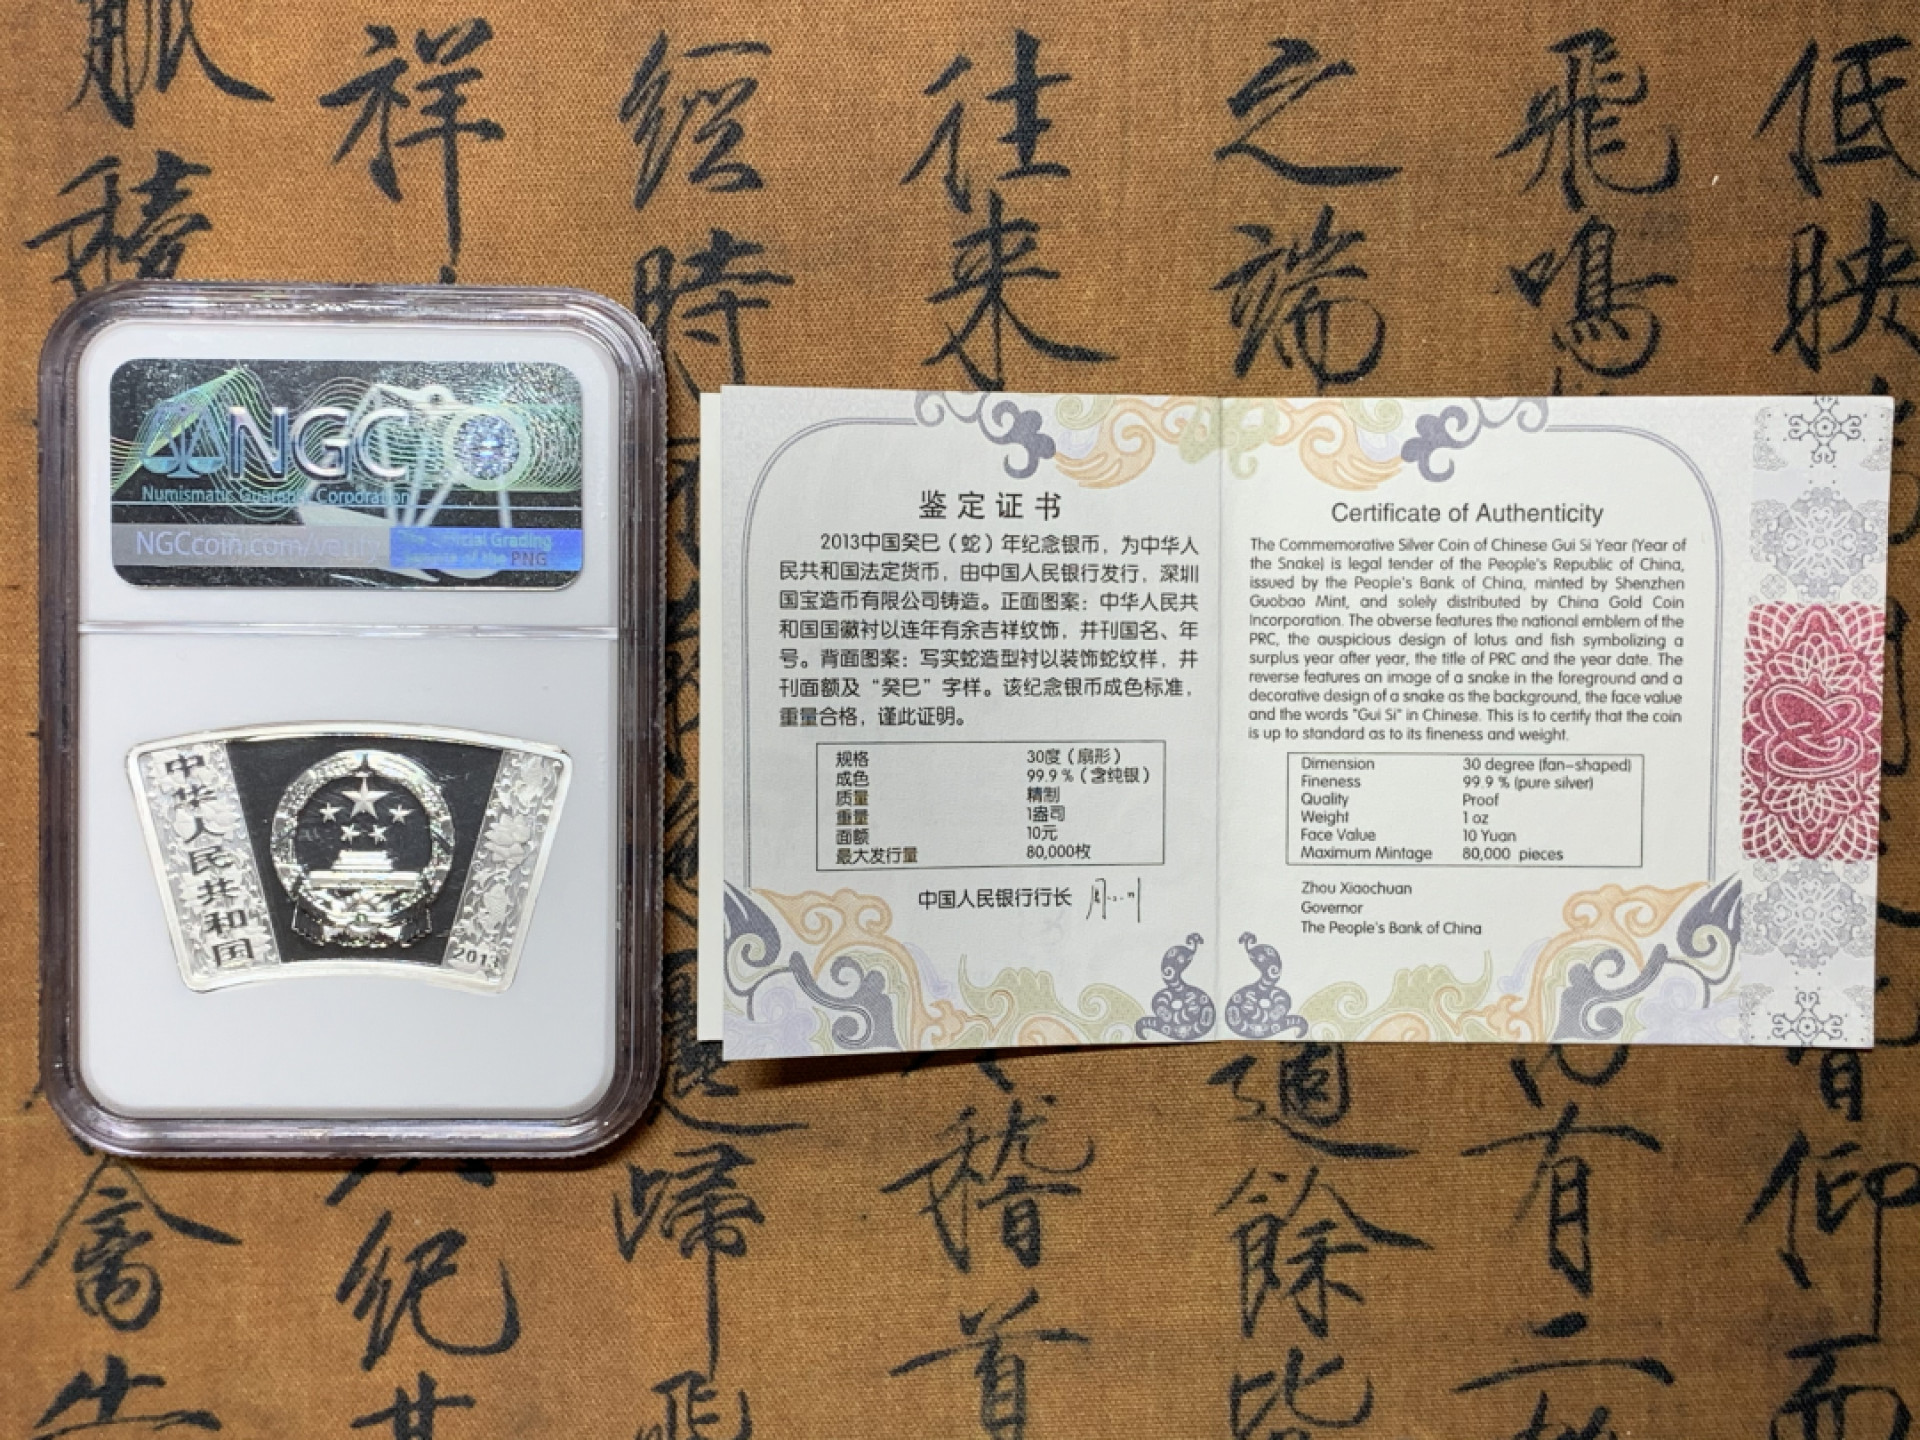 NGC
Numismatic Guaranty Corporation
NGCcoin.com/verify
The Official Grading
Service of the PNG
中华人民共和国
2013
鉴定证书
2013中国癸巳（蛇）年纪念银币，为中华人
民共和国法定货币，由中国人民银行发行，深圳
国宝造币有限公司铸造。正面图案：中华人民共
和国国徽衬以连年有余吉祥纹饰，并刊国名、年
号。背面图案：写实蛇造型衬以装饰蛇纹样，并
刊面额及“癸巳”字样。该纪念银币成色标准，
重量合格，谨此证明。
规格 30度（扇形）
成色 99.9％（含纯银）
质量 精制
重量 1盎司
面额 10元
最大发行量 80,000枚
中国人民银行行长
Certificate of Authenticity
The Commemorative Silver Coin of Chinese Gui Si Year (Year of
the Snake) is legal tender of the People's Republic of China,
issued by the People's Bank of China, minted by Shenzhen
Guobao Mint, and solely distributed by China Gold Coin
Incorporation. The obverse features the national emblem of the
PRC, the auspicious design of lotus and fish symbolizing a
surplus year after year, the title of PRC and the year date. The
reverse features an image of a snake in the foreground and a
decorative design of a snake as the background, the face value
and the words "Gui Si" in Chinese. This is to certify that the coin
is up to standard as to its fineness and weight.
Dimension 30 degree (fan-shaped)
Fineness 99.9 % (pure silver)
Quality Proof
Weight 1 oz
Face Value 10 Yuan
Maximum Mintage 80,000 pieces
Zhou Xiaochuan
Governor
The People's Bank of China
低映
仰而
飛鳴
有二
之端
適餘皆
往来
稽首
經時
歸飛
祥
紀其
禽生